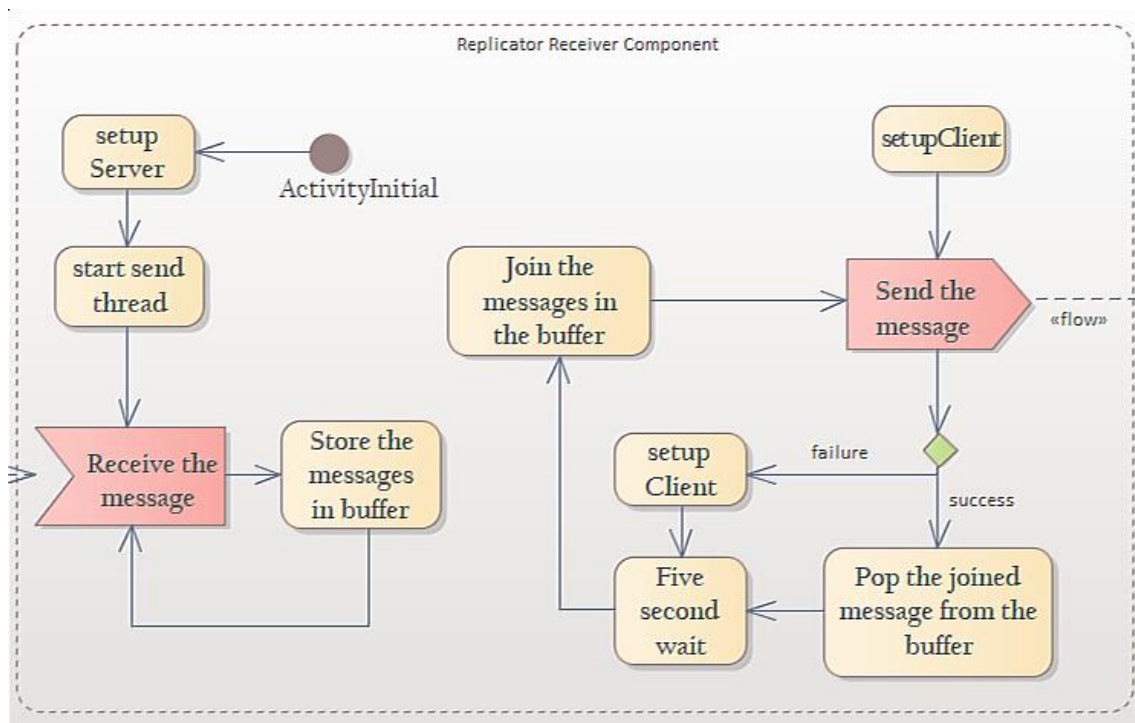 Replicator Receiver Component
setup
Server
ActivityInitial
setupClient
start send
thread
Join the
messages in
the buffer
Send the
message
«flow»
Receive the
message
Store the
messages
in buffer
setup
Client
failure
success
Five
second
wait
Pop the joined
message from the
buffer